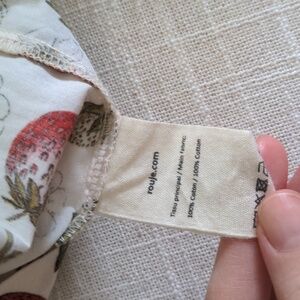 rouje.com
Tissu principal / Main fabric:
100% Coton / 100% Cotton